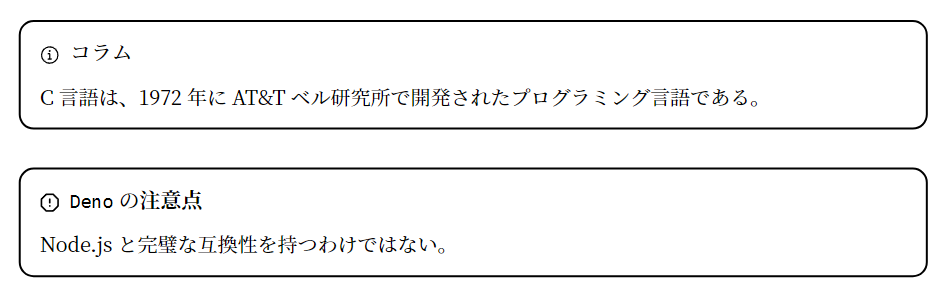 コラム
C 言語は、1972 年に AT&T ベル研究所で開発されたプログラミング言語である。
Deno の注意点
Node.js と完璧な互換性を持つわけではない。